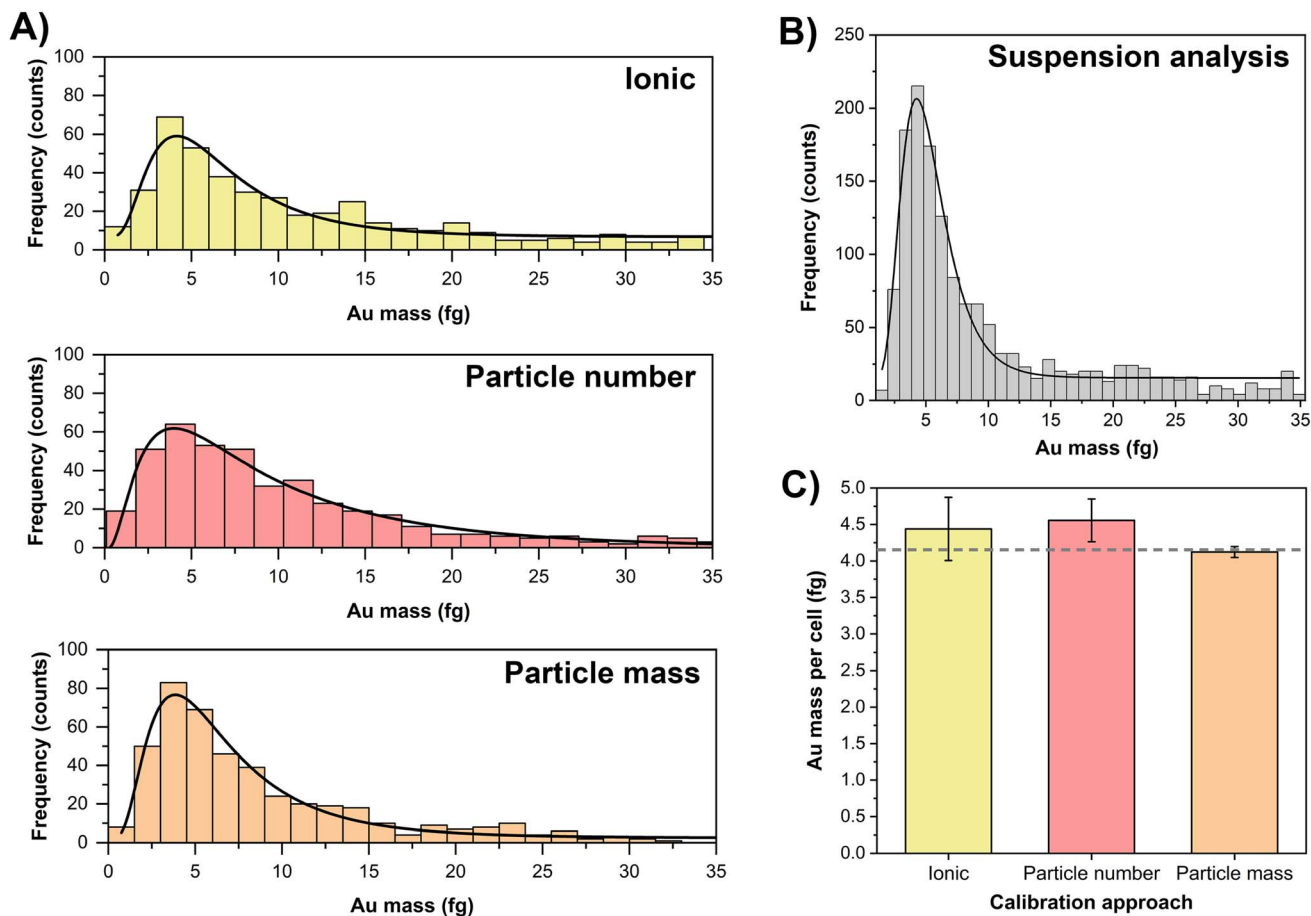 A)
Ionic
Frequency (counts)
100
80
60
40
20
0
0 5 10 15 20 25 30 35
Au mass (fg)
Particle number
Frequency (counts)
100
80
60
40
20
0
0 5 10 15 20 25 30 35
Au mass (fg)
Particle mass
Frequency (counts)
100
80
60
40
20
0
0 5 10 15 20 25 30 35
Au mass (fg)
B)
Suspension analysis
Frequency (counts)
250
200
150
100
50
0
5 10 15 20 25 30 35
Au mass (fg)
C)
Au mass per cell (fg)
5.0
4.5
4.0
3.5
3.0
2.5
2.0
1.5
1.0
0.5
0.0
Ionic Particle number Particle mass
Calibration approach